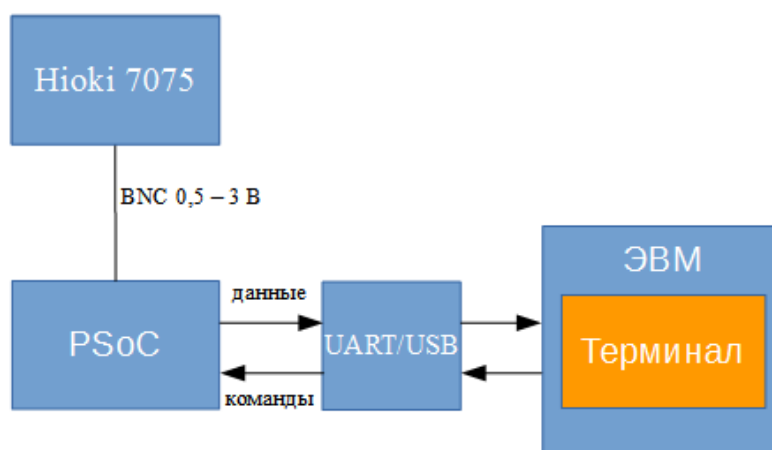 Hioki 7075
BNC 0,5 – 3 В
ЭВМ
данные
PSoC
UART/USB
Терминал
команды